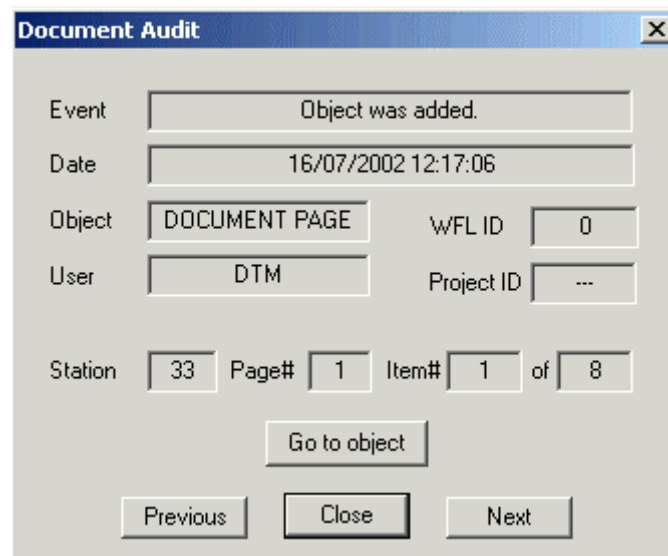 Document Audit
Event Object was added.
Date 16/07/2002 12:17:06
Object DOCUMENT PAGE WFL ID 0
User DTM Project ID ---
Station 33 Page# 1 Item# 1 of 8
Go to object
Previous Close Next